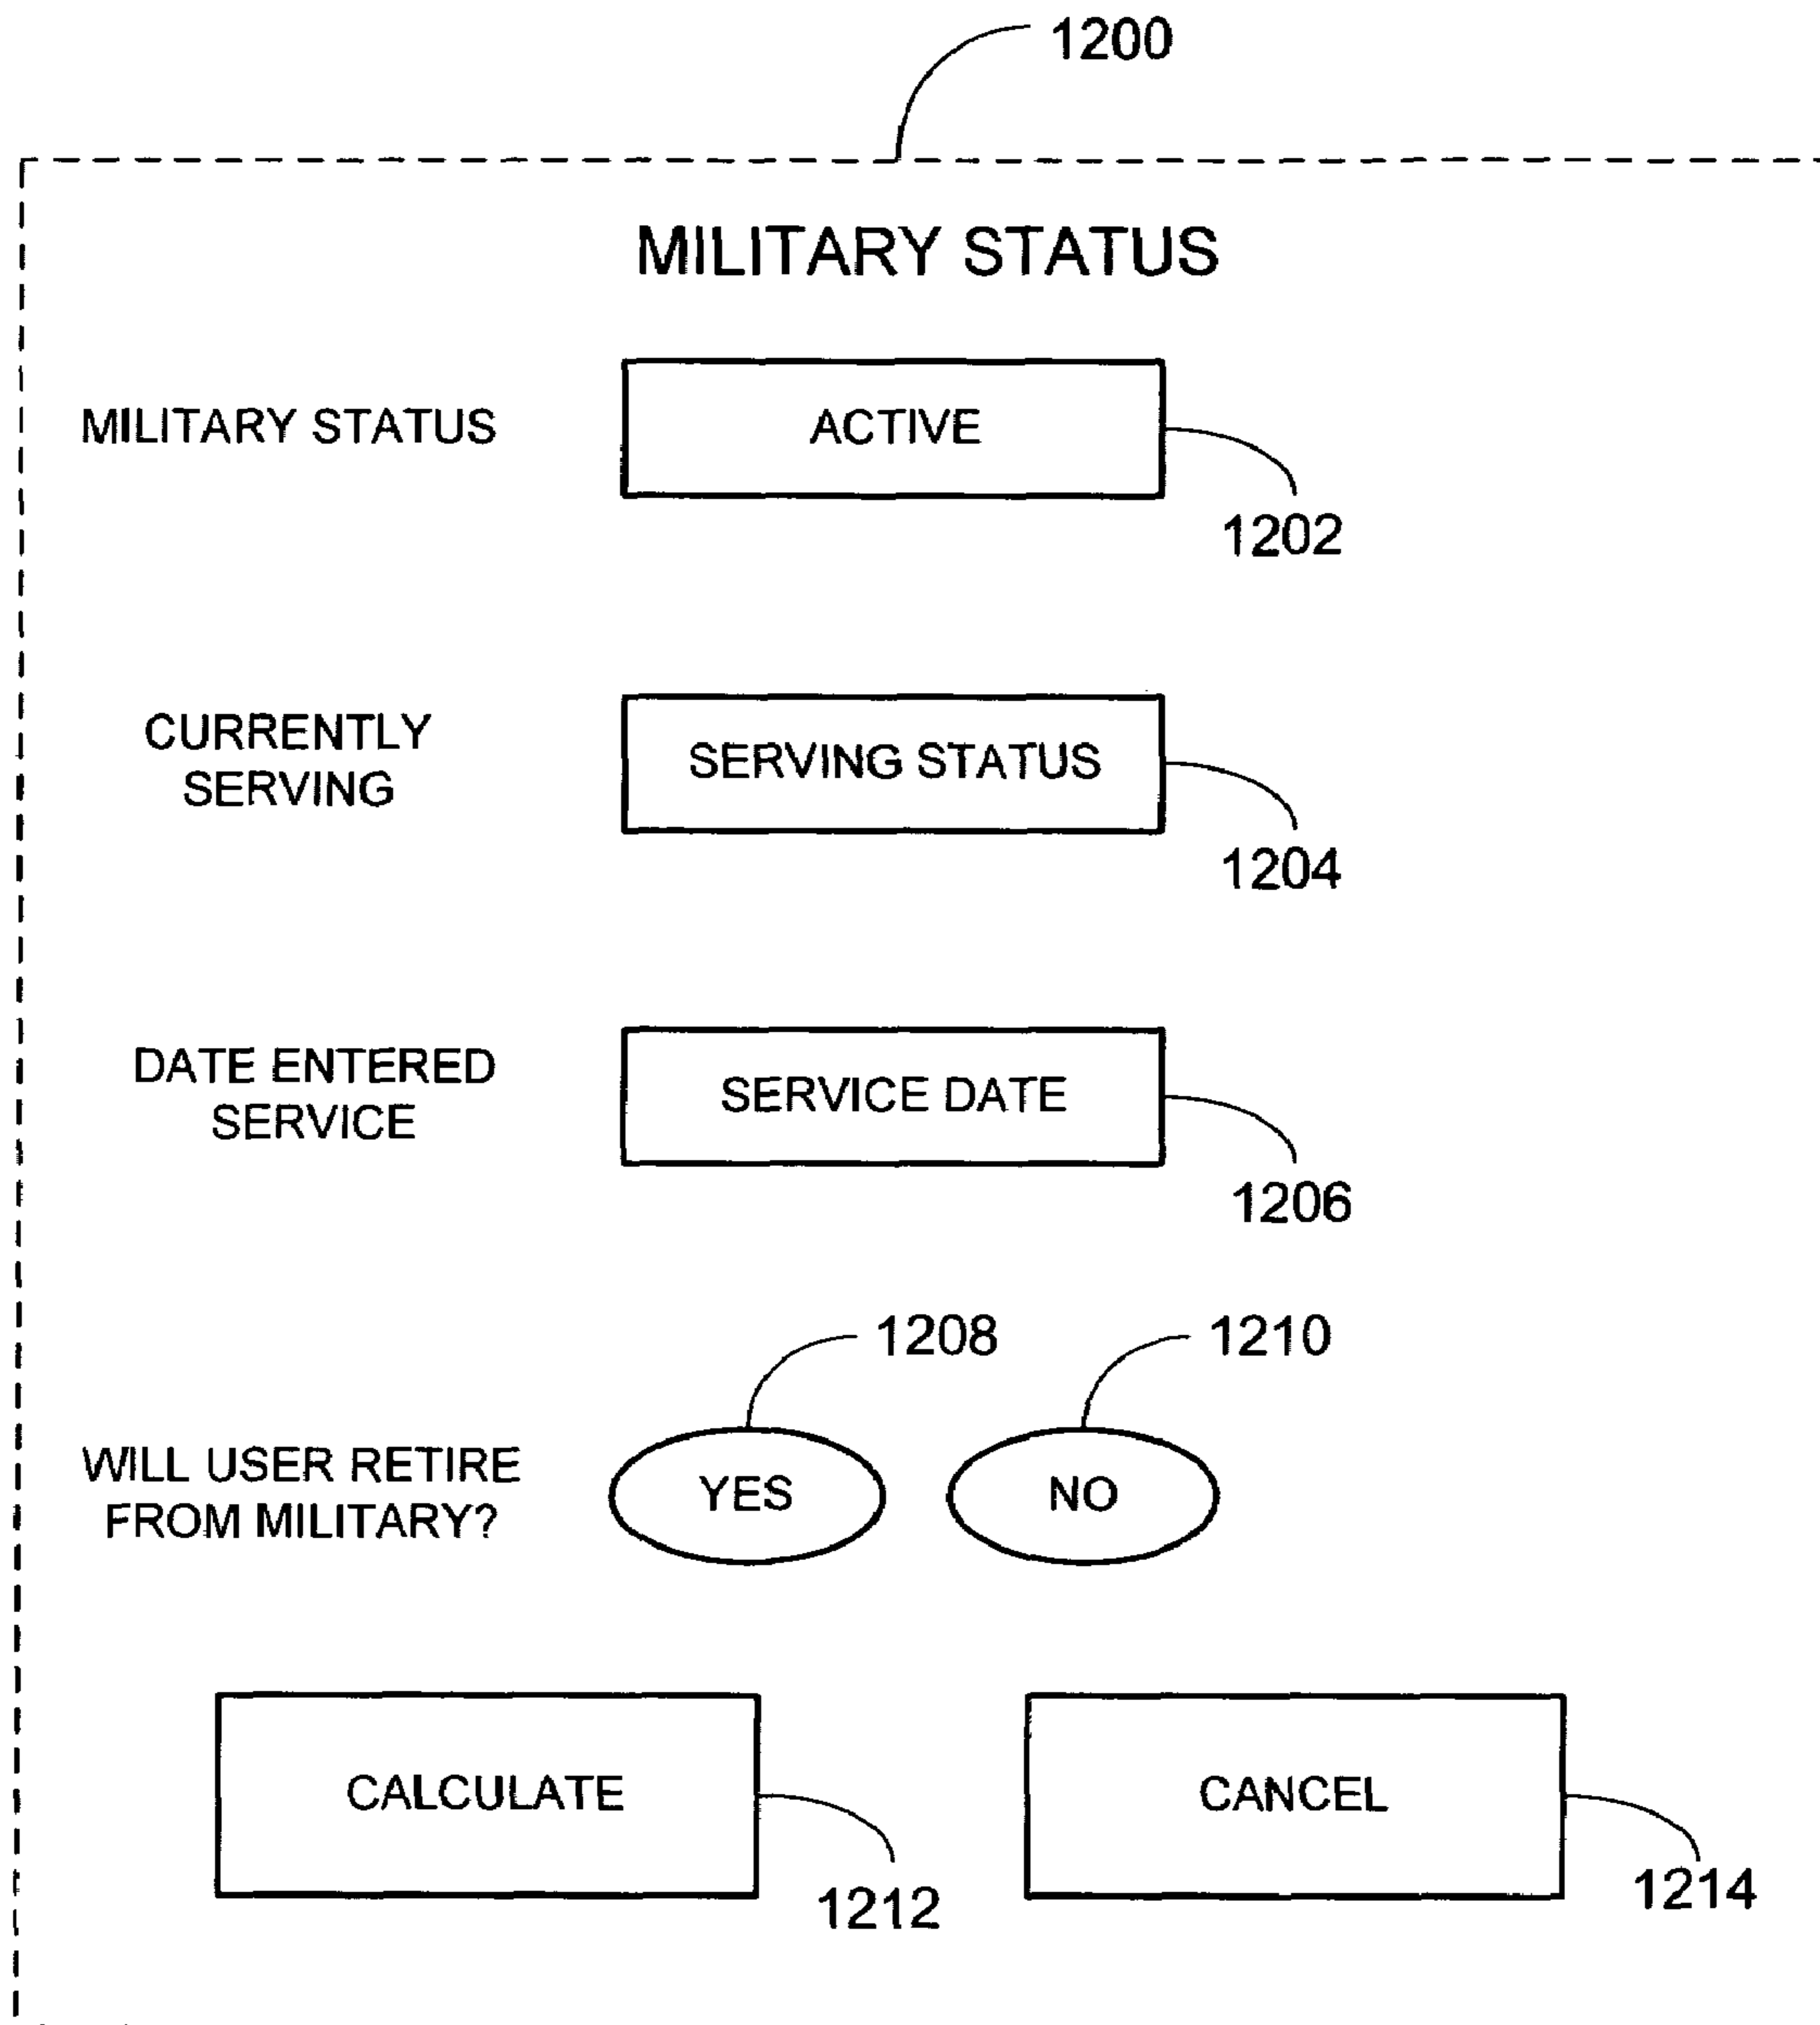 1200
MILITARY STATUS
MILITARY STATUS
ACTIVE
1202
CURRENTLY
SERVING
SERVING STATUS
1204
DATE ENTERED
SERVICE
SERVICE DATE
1206
1208
1210
WILL USER RETIRE
FROM MILITARY?
YES
NO
CALCULATE
1212
CANCEL
1214